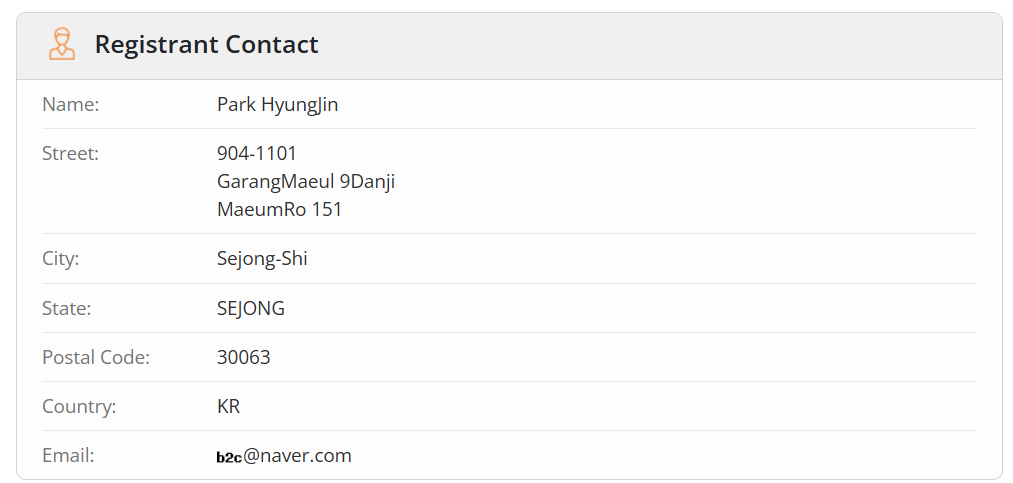 Registrant Contact
Name: Park HyungJin
Street: 904-1101
GarangMaeul 9Danji
MaeumRo 151
City: Sejong-Shi
State: SEJONG
Postal Code: 30063
Country: KR
Email: b2c@naver.com